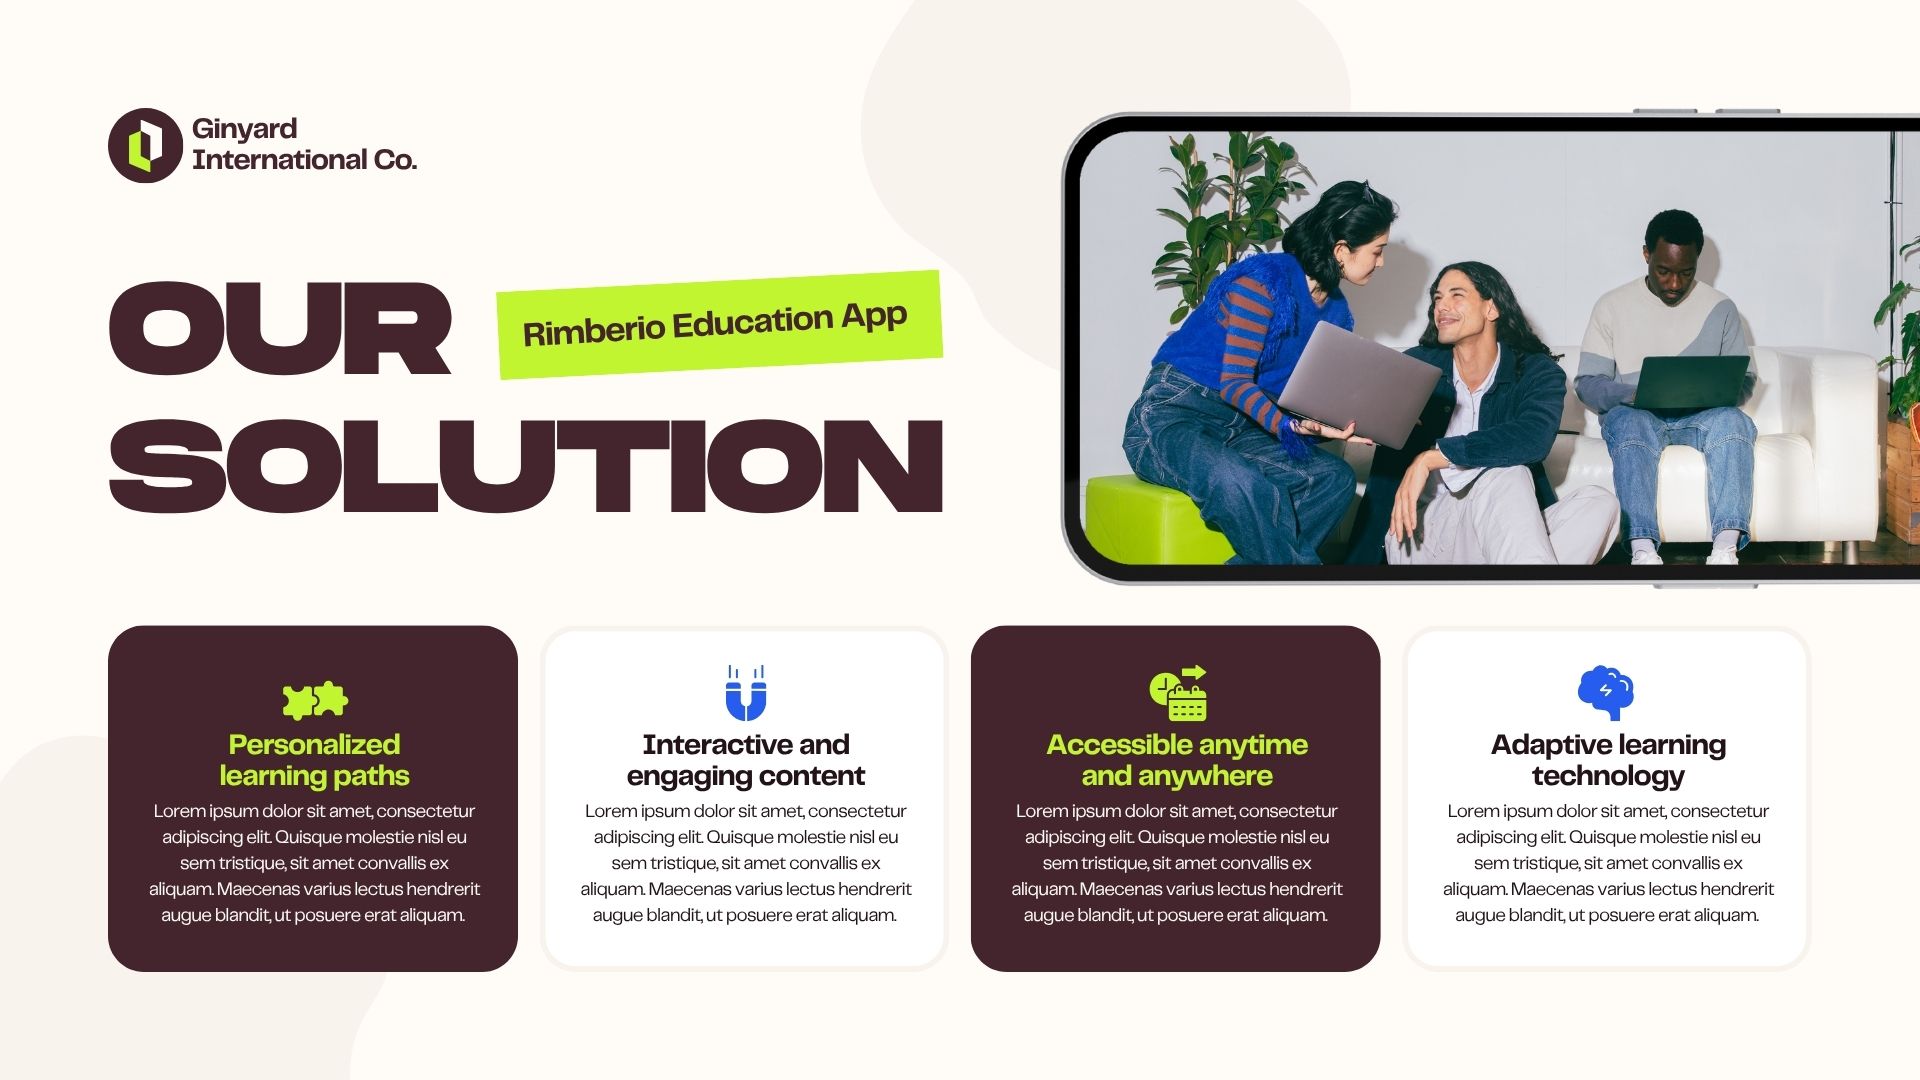 Ginyard
International Co.
OUR
Rimberio Education App
SOLUTION
Personalized
learning paths
Lorem ipsum dolor sit amet, consectetur
adipiscing elit. Quisque molestie nisl eu
sem tristique, sit amet convallis ex
aliquam. Maecenas varius lectus hendrerit
augue blandit, ut posuere erat aliquam.
Interactive and
engaging content
Lorem ipsum dolor sit amet, consectetur
adipiscing elit. Quisque molestie nisl eu
sem tristique, sit amet convallis ex
aliquam. Maecenas varius lectus hendrerit
augue blandit, ut posuere erat aliquam.
Accessible anytime
and anywhere
Lorem ipsum dolor sit amet, consectetur
adipiscing elit. Quisque molestie nisl eu
sem tristique, sit amet convallis ex
aliquam. Maecenas varius lectus hendrerit
augue blandit, ut posuere erat aliquam.
Adaptive learning
technology
Lorem ipsum dolor sit amet, consectetur
adipiscing elit. Quisque molestie nisl eu
sem tristique, sit amet convallis ex
aliquam. Maecenas varius lectus hendrerit
augue blandit, ut posuere erat aliquam.